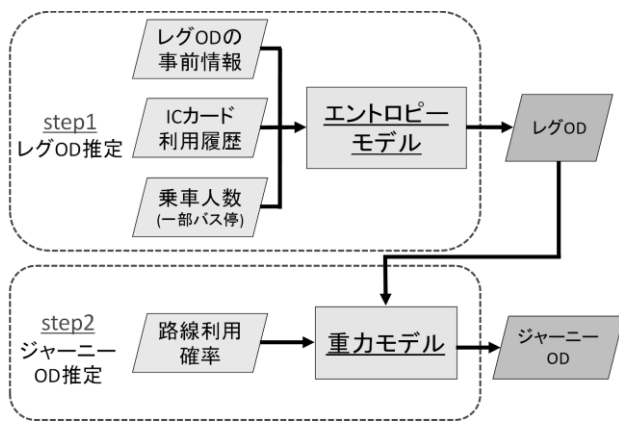 レグODの
事前情報
step1
レグOD推定
ICカード
利用履歴
エントロピー
モデル
レグOD
乗車人数
(一部バス停)
step2
ジャーニー
OD推定
路線利用
確率
重力モデル
ジャーニー
OD